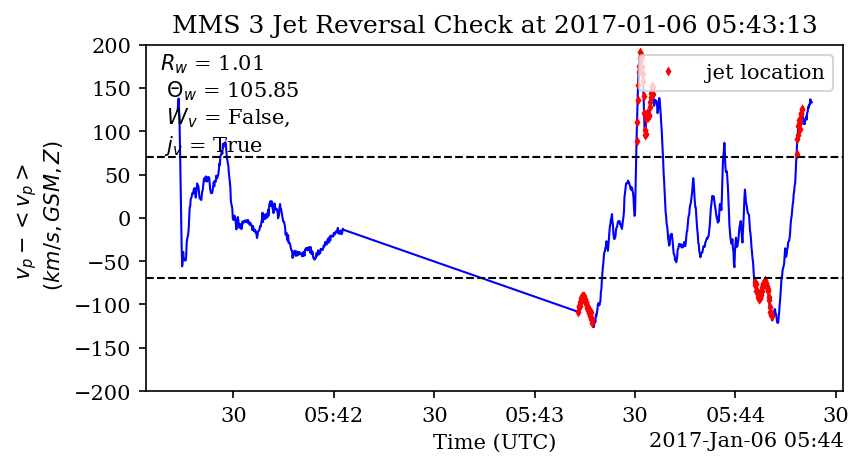 MMS 3 Jet Reversal Check at 2017-01-06 05:43:13
R_w = 1.01
Θ_w = 105.85
W_v = False,
j_v = True
jet location
v_p − < v_p >
(km/s, GSM, Z)
200
150
100
50
0
−50
−100
−150
−200
30 05:42 30 05:43 30 05:44 30
Time (UTC)
2017-Jan-06 05:44